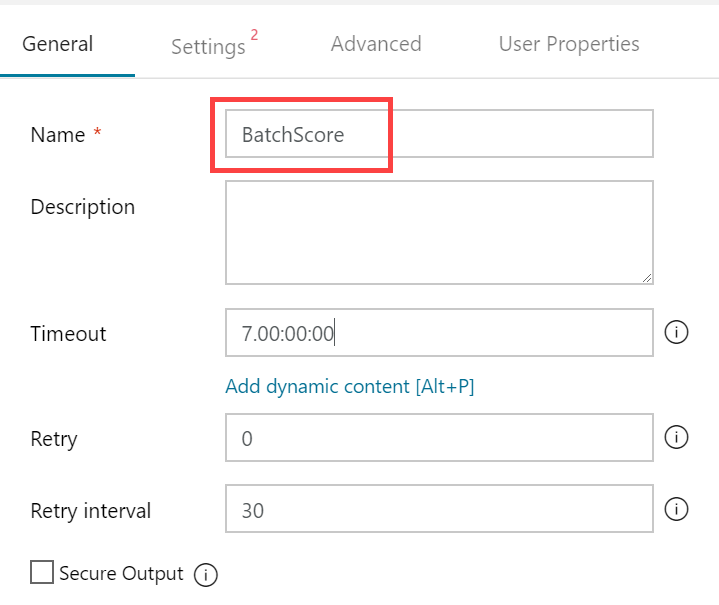 General Settings 2 Advanced User Properties
Name *
BatchScore
Description
Timeout
7.00:00:00
Add dynamic content [Alt+P]
Retry
0
Retry interval
30
Secure Output